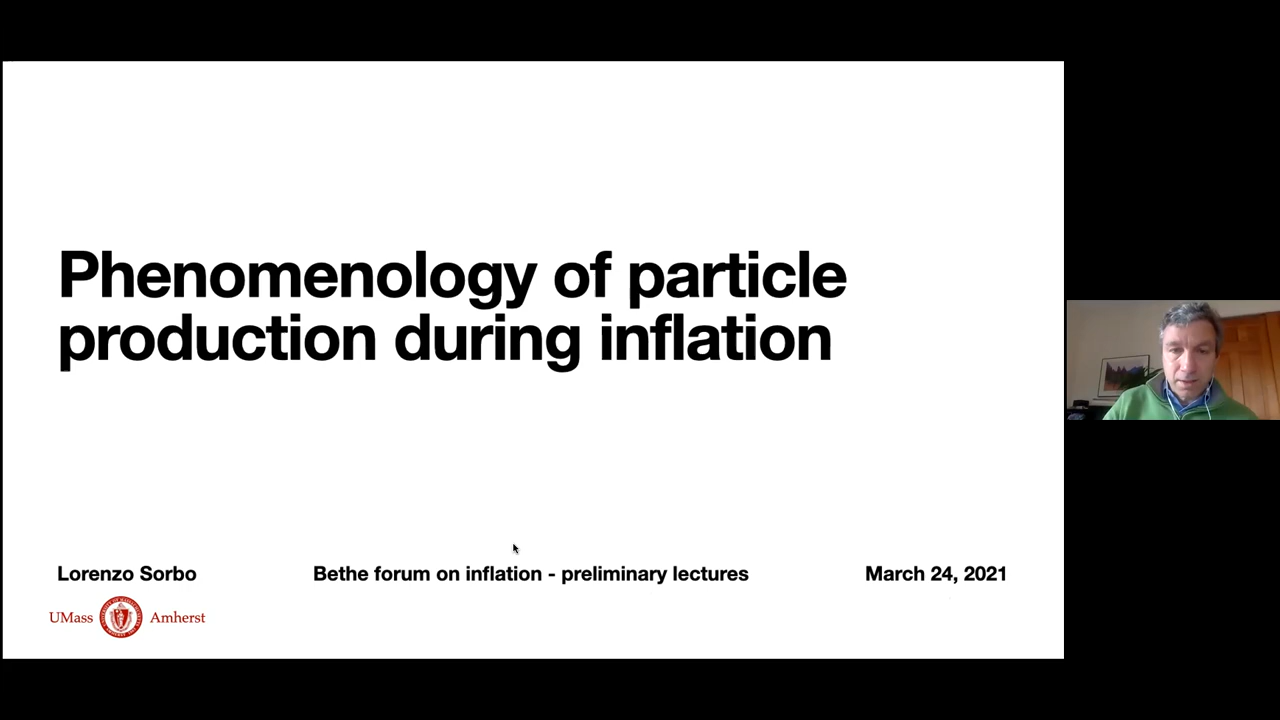 Phenomenology of particle
production during inflation
Lorenzo Sorbo
Bethe forum on inflation - preliminary lectures
March 24, 2021
UMass Amherst